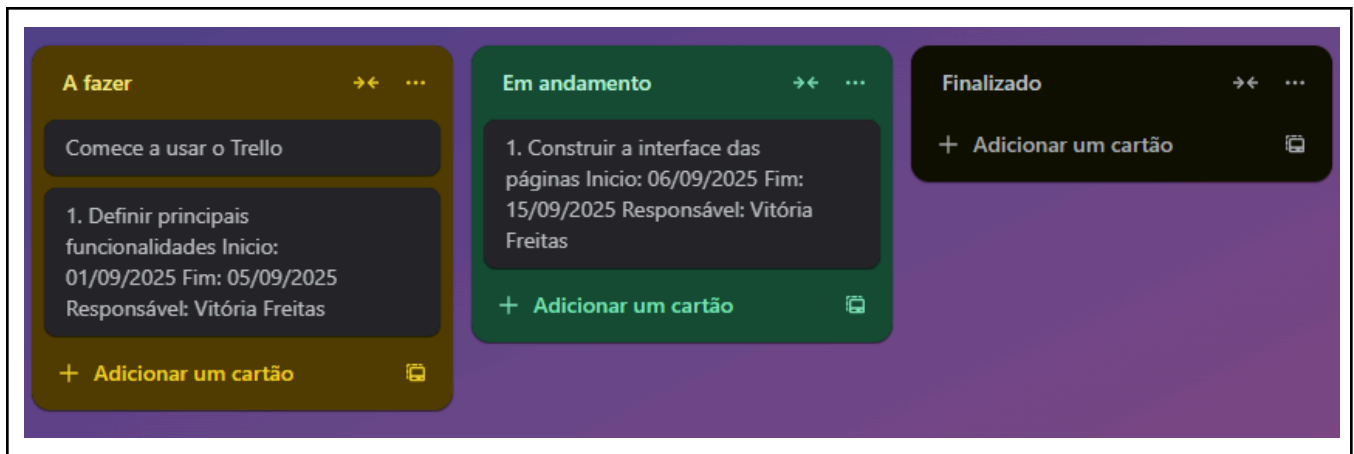 A fazer
Comece a usar o Trello
1. Definir principais
funcionalidades Inicio:
01/09/2025 Fim: 05/09/2025
Responsável: Vitória Freitas
+ Adicionar um cartão
Em andamento
1. Construir a interface das
páginas Inicio: 06/09/2025 Fim:
15/09/2025 Responsável: Vitória
Freitas
+ Adicionar um cartão
Finalizado
+ Adicionar um cartão